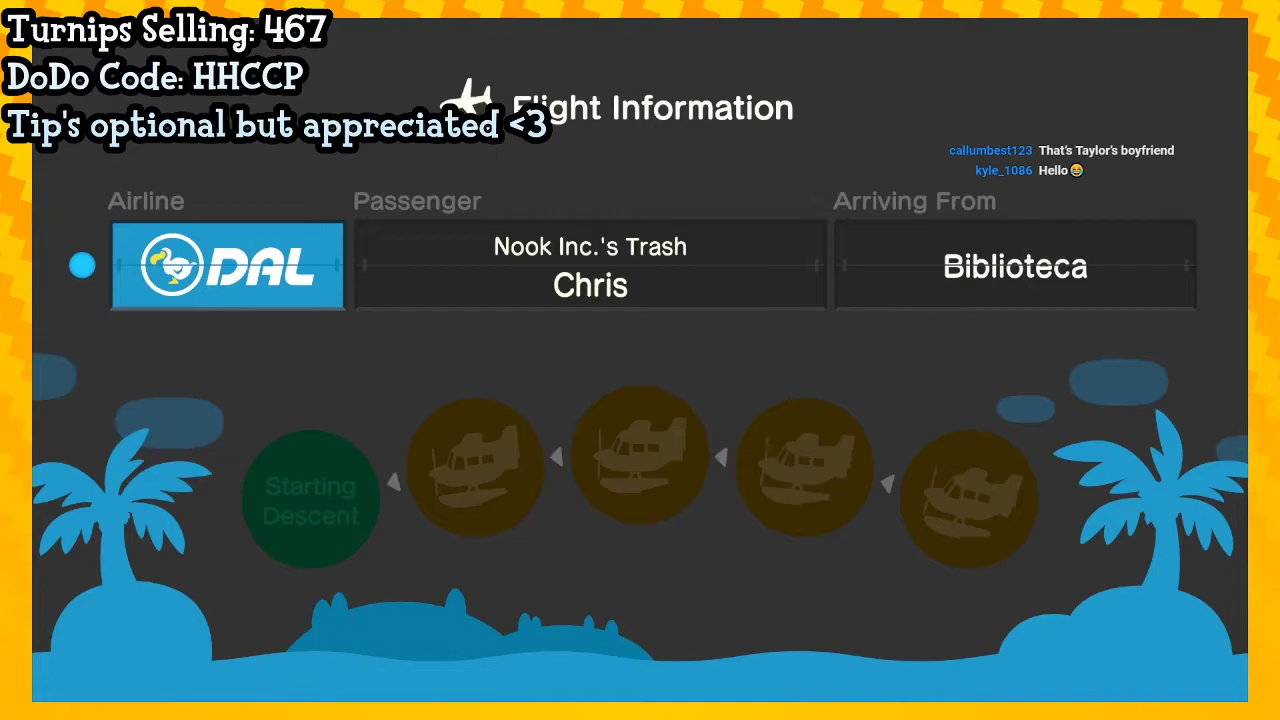 Turnips Selling: 467
DoDo Code: HHCCP
Tip's optional but appreciated <3
Flight Information
callumbest123 That's Taylor's boyfriend
kyle_1086 Hello😂
Airline
Passenger
Arriving From
DAL
Nook Inc.'s Trash
Chris
Biblioteca
Starting
Descent